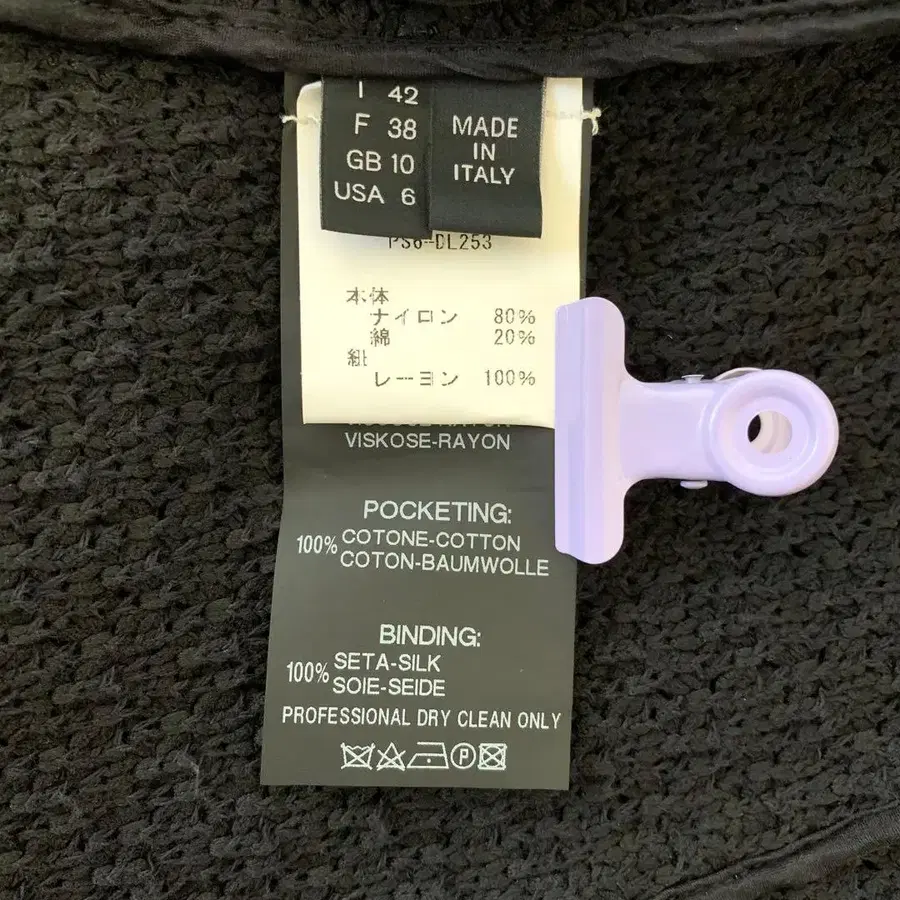 I 42
F 38
GB 10
USA 6
MADE
IN
ITALY
PS6-DL253
本体
ナイロン 80%
綿 20%
紐
レーヨン 100%
VISKOSE-RAYON
POCKETING:
100% COTONE-COTTON
COTON-BAUMWOLLE
BINDING:
100% SETA-SILK
SOIE-SEIDE
PROFESSIONAL DRY CLEAN ONLY
P